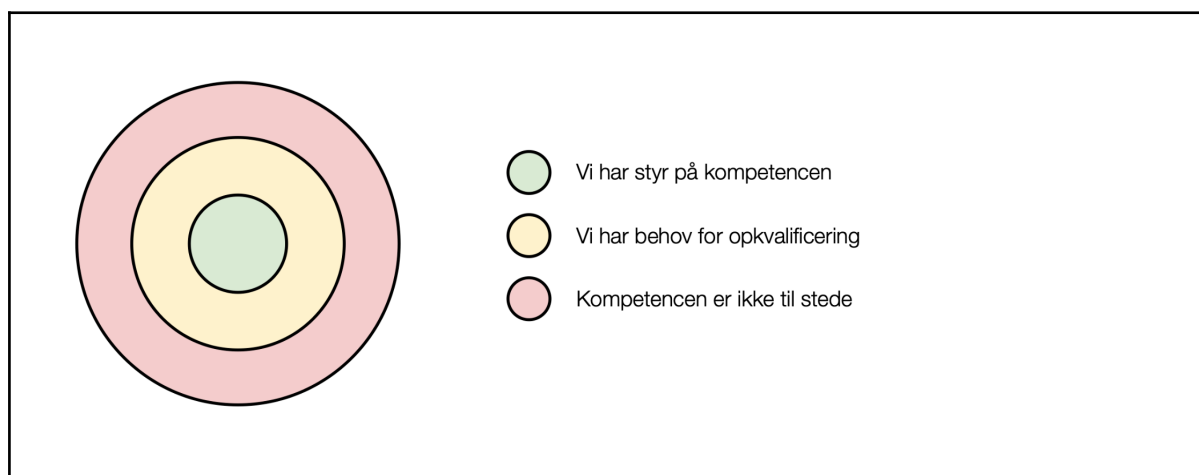 Vi har styr på kompetencen
Vi har behov for opkvalificering
Kompetencen er ikke til stede